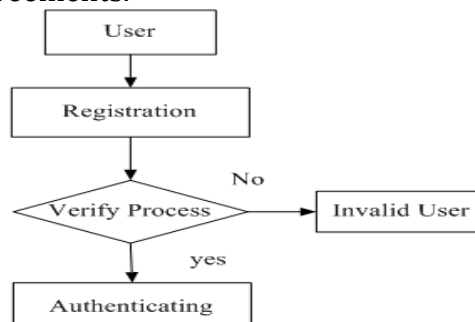 User
Registration
No
Verify Process
Invalid User
yes
Authenticating